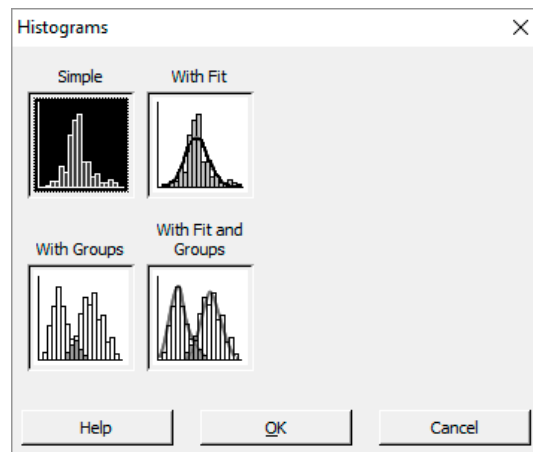 Histograms
Simple
With Fit
With Groups
With Fit and
Groups
Help
OK
Cancel